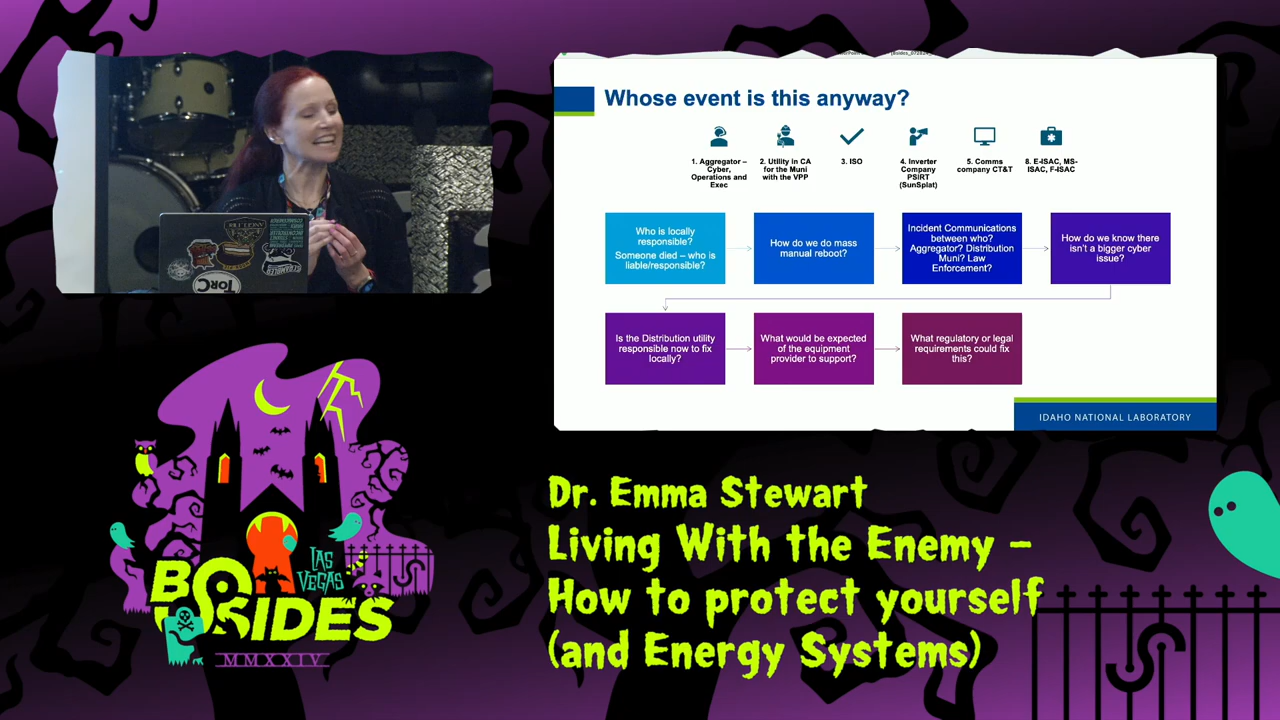 Whose event is this anyway?
1. Aggregator –
Cyber,
Operations and
Exec
2. Utility in CA
for the Muni
with the VPP
3. ISO
4. Inverter
Company
PSIRT
(SunSplat)
5. Comms
company CT&T
8. E-ISAC, MS-
ISAC, F-ISAC
Who is locally
responsible?
Someone died – who is
liable/responsible?
How do we do mass
manual reboot?
Incident Communications
between who?
Aggregator? Distribution
Muni? Law
Enforcement?
How do we know there
isn't a bigger cyber
issue?
Is the Distribution utility
responsible now to fix
locally?
What would be expected
of the equipment
provider to support?
What regulatory or legal
requirements could fix
this?
IDAHO NATIONAL LABORATORY
TorC
LAS
VEGAS
BSIDES
MMXXIV
Dr. Emma Stewart
Living With the Enemy –
How to protect yourself
(and Energy Systems)